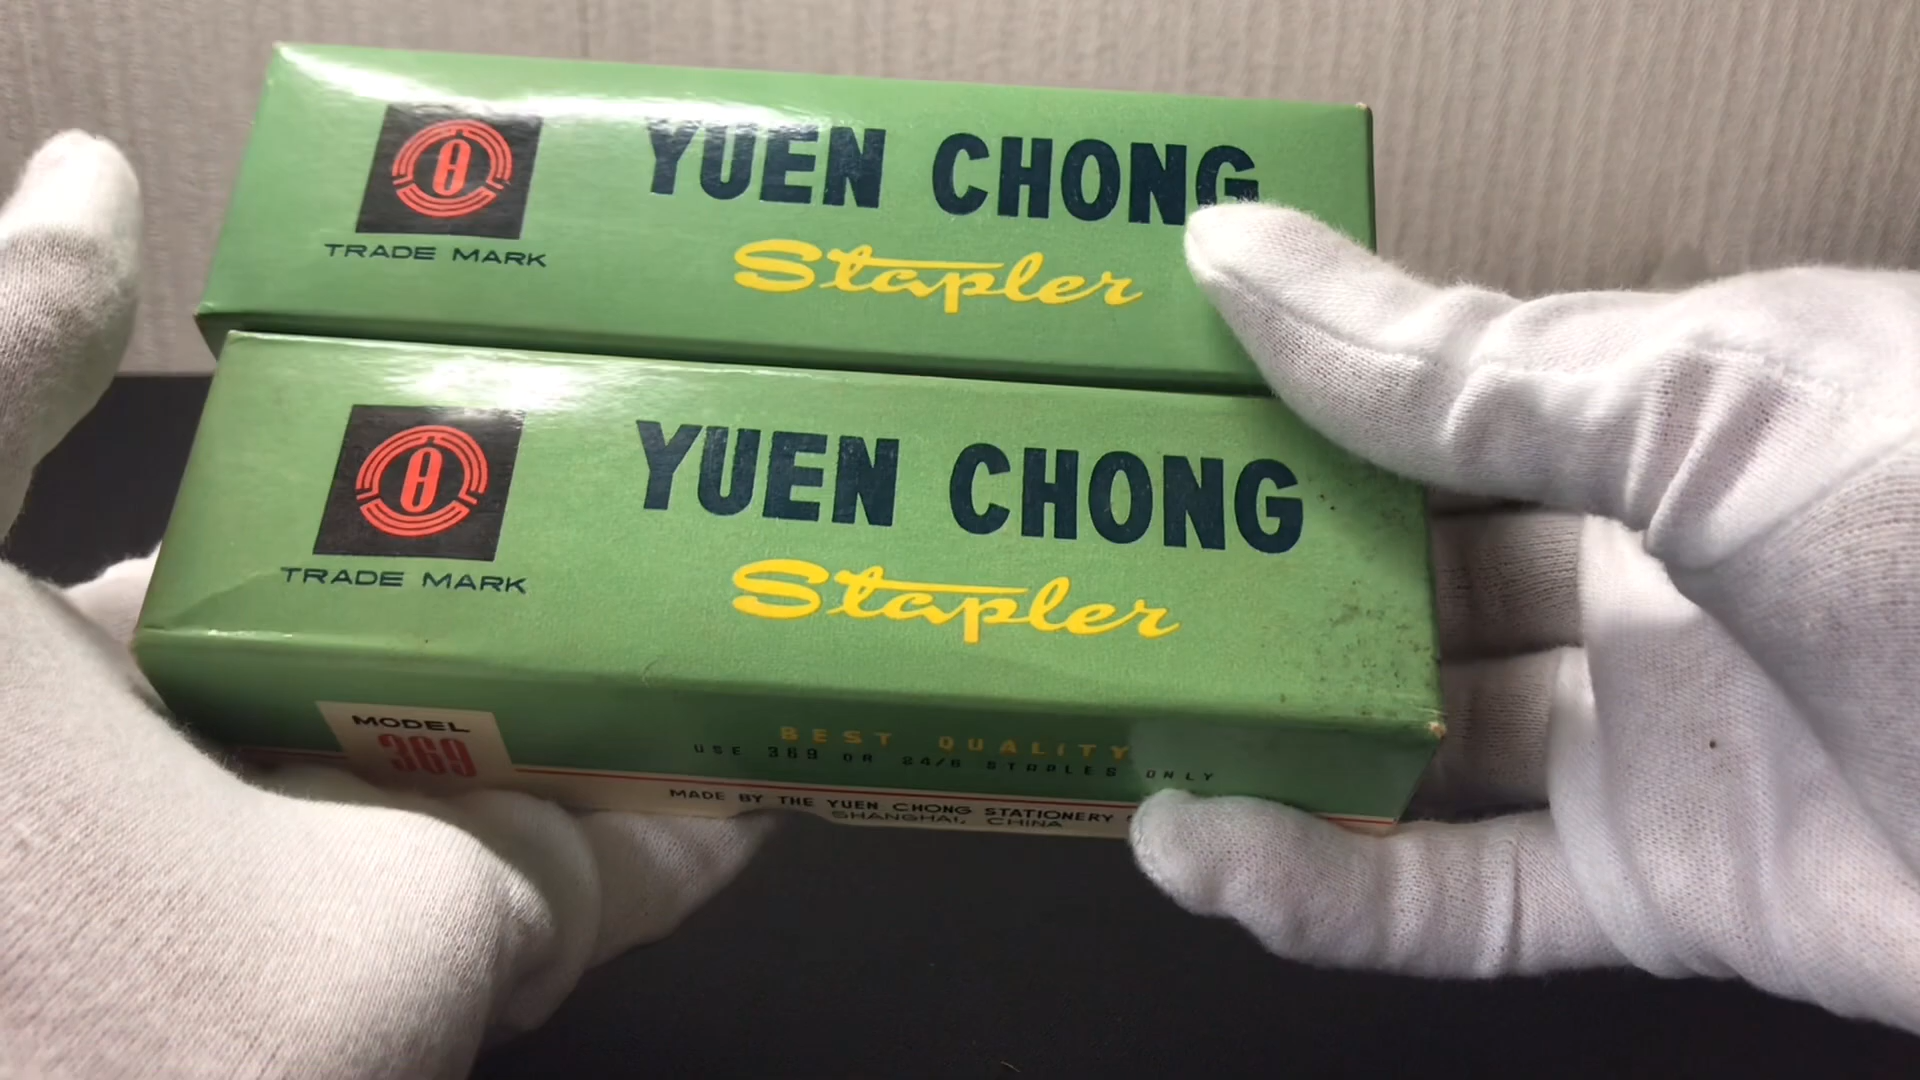 YUEN CHONG
Stapler
TRADE MARK
YUEN CHONG
Stapler
TRADE MARK
MODEL
369
BEST QUALITY
USE 369 OR 24/6 STAPLES ONLY
MADE BY THE YUEN CHONG STATIONERY
SHANGHAI, CHINA